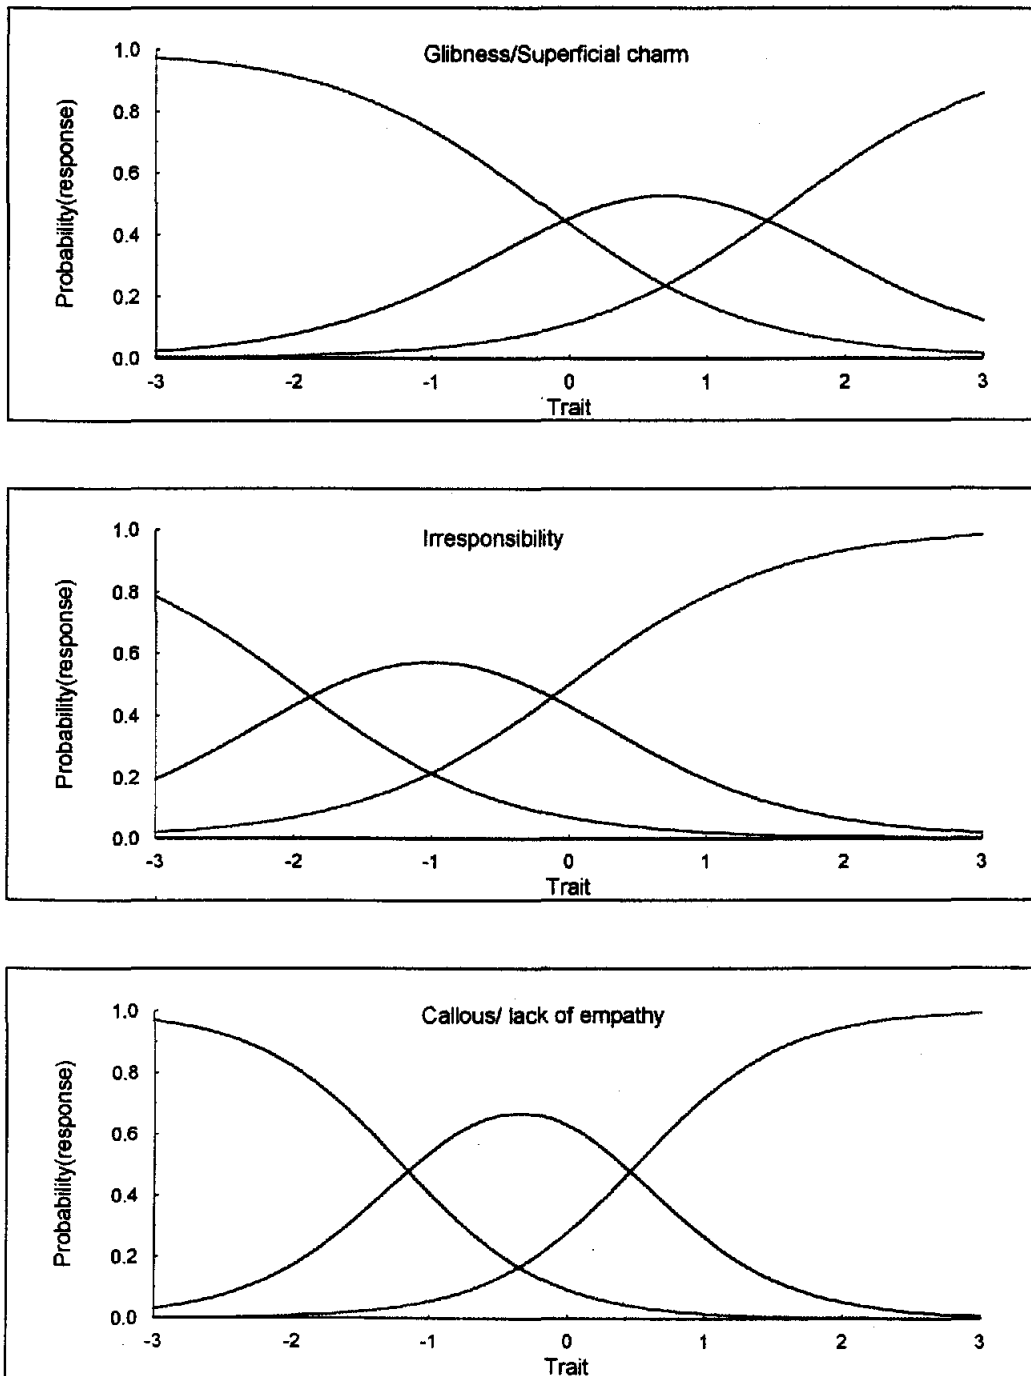 Glibness/Superficial charm
Probability(response)
1.0
0.8
0.6
0.4
0.2
0.0
-3 -2 -1 0 1 2 3
Trait
Irresponsibility
Probability(response)
1.0
0.8
0.6
0.4
0.2
0.0
-3 -2 -1 0 1 2 3
Trait
Callous/ lack of empathy
Probability(response)
1.0
0.8
0.6
0.4
0.2
0.0
-3 -2 -1 0 1 2 3
Trait